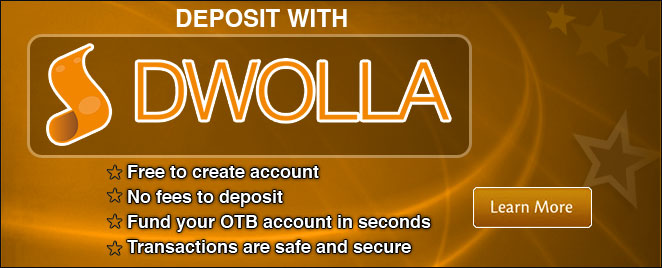 DEPOSIT WITH
DWOLLA
Free to create account
No fees to deposit
Fund your OTB account in seconds
Transactions are safe and secure
Learn More